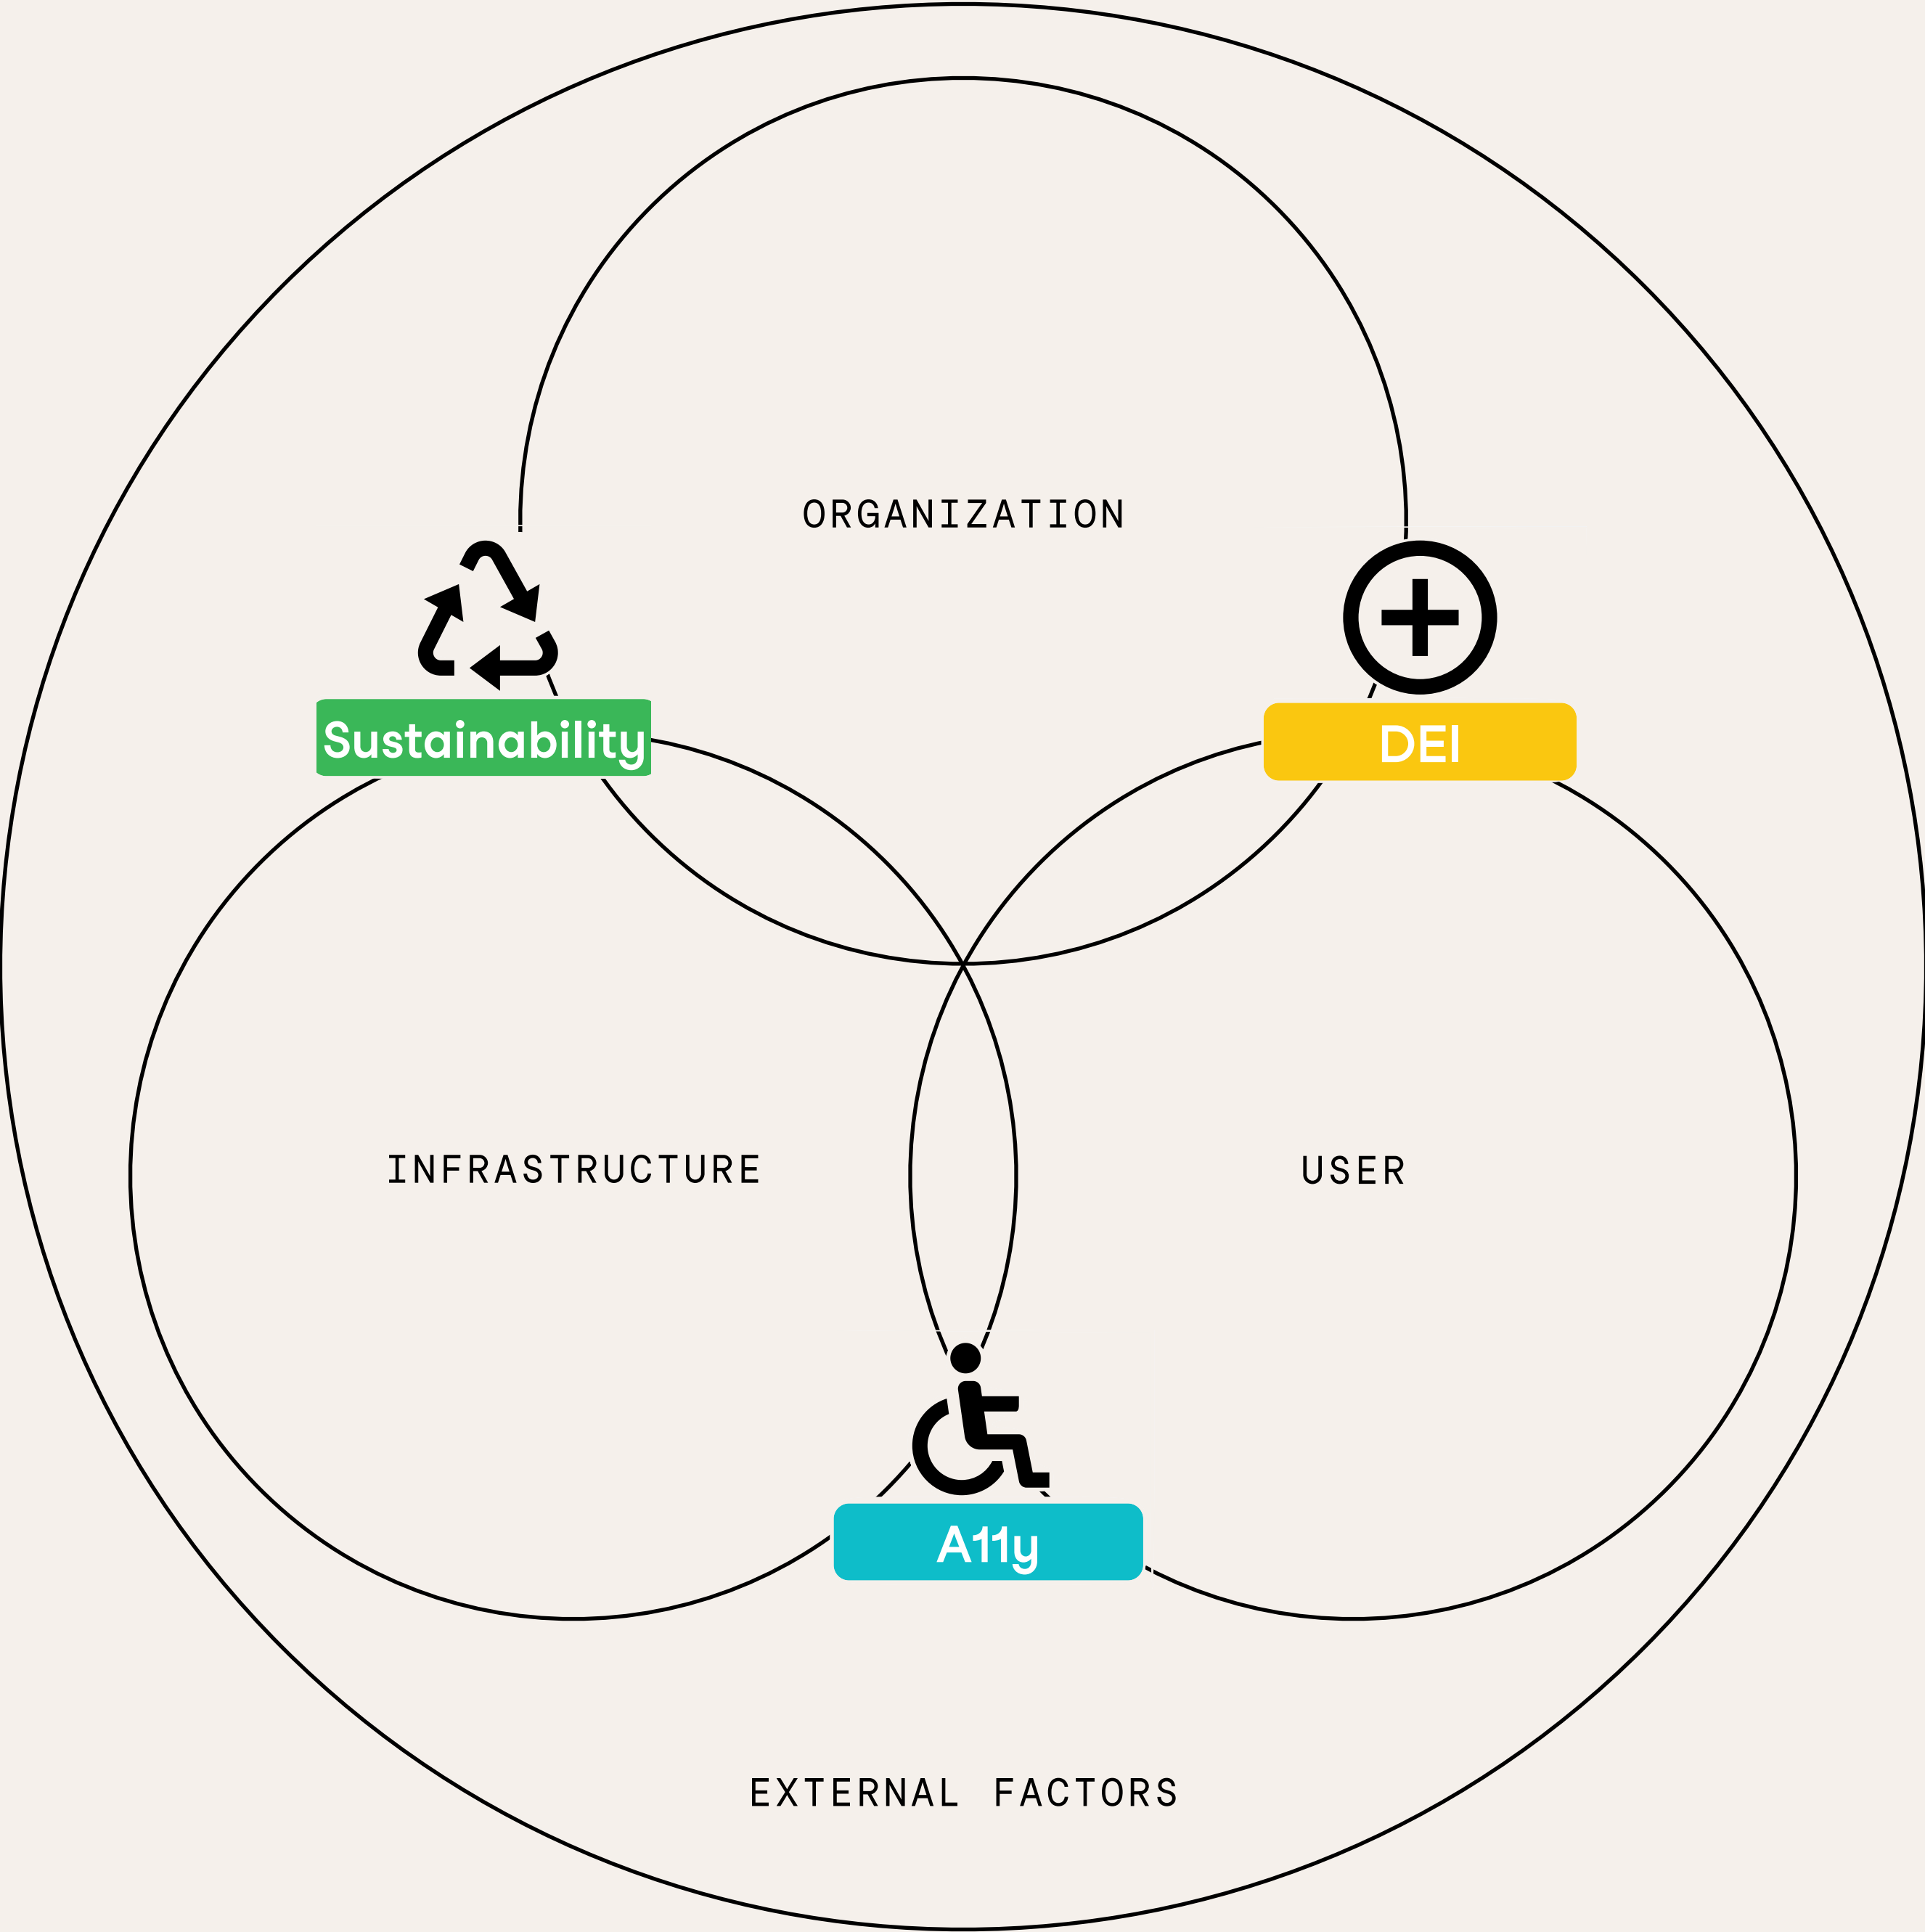 ORGANIZATION
Sustainability
DEI
INFRASTRUCTURE
USER
A11y
EXTERNAL FACTORS